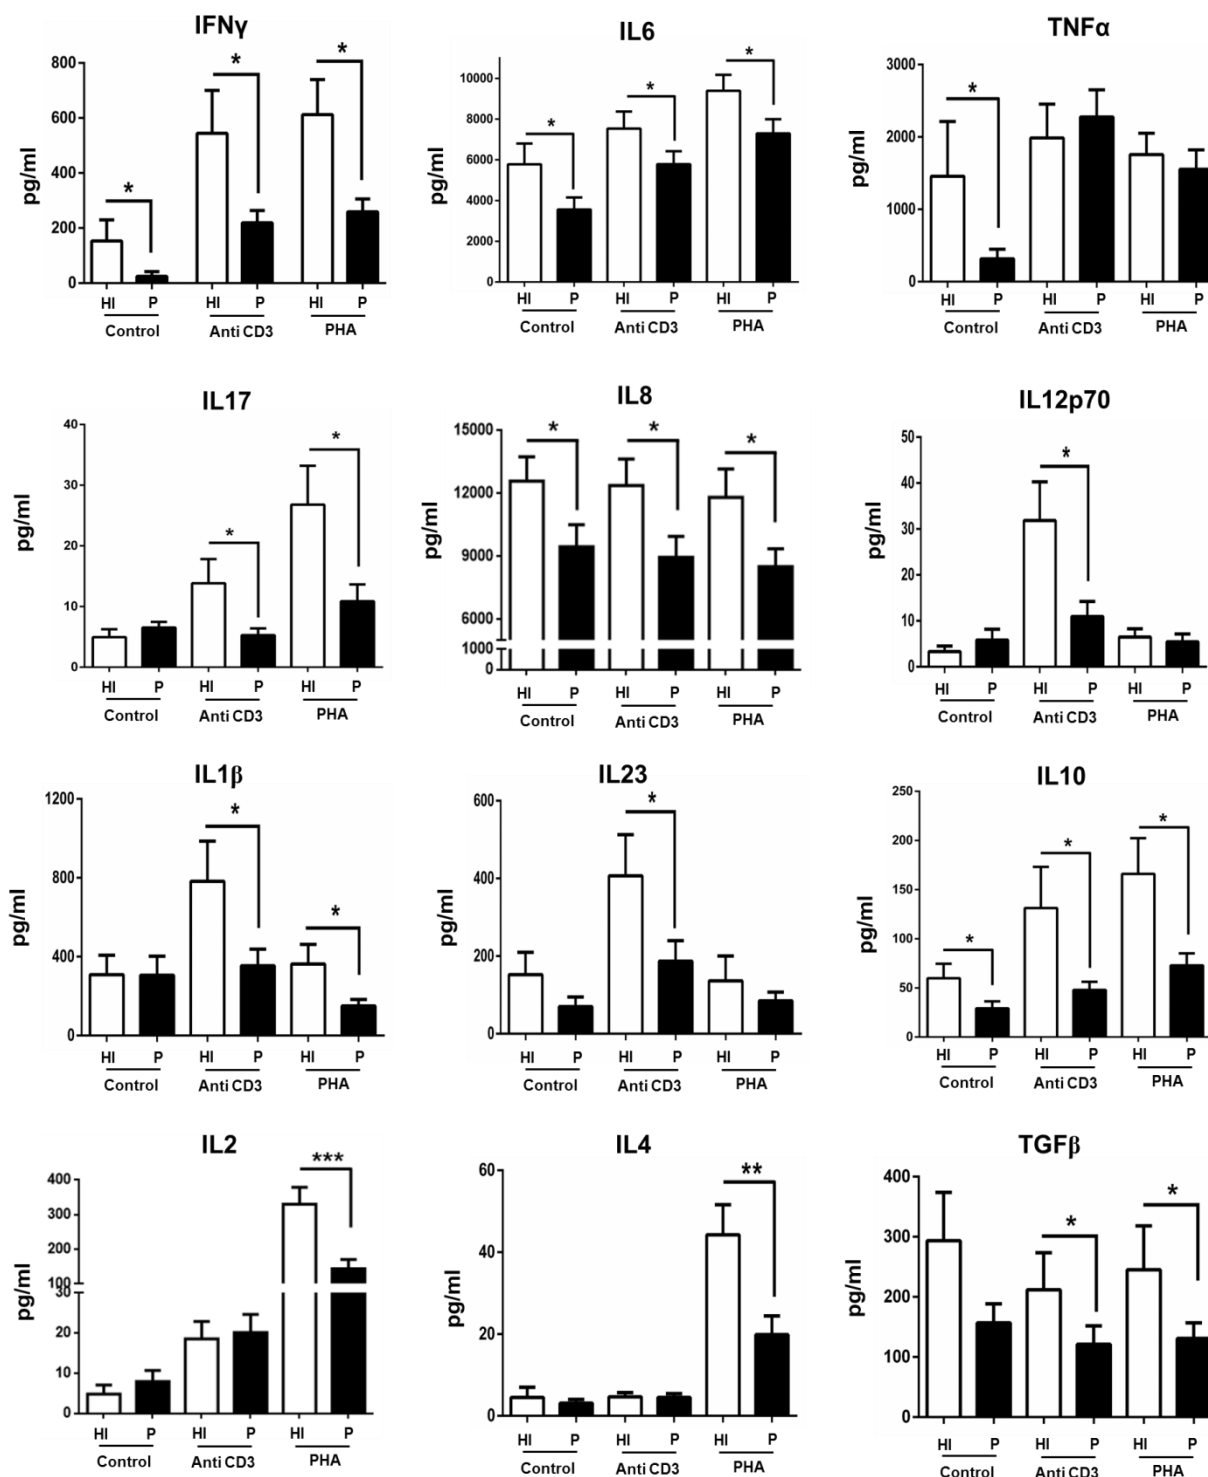 IFNγ
IL6
TNFα
pg/ml
800
600
400
200
0
*
*
*
HI P HI P HI P
Control Anti CD3 PHA
pg/ml
10000
8000
6000
4000
2000
0
*
*
*
HI P HI P HI P
Control Anti CD3 PHA
pg/ml
3000
2000
1000
0
*
HI P HI P HI P
Control Anti CD3 PHA
IL17
IL8
IL12p70
pg/ml
40
30
20
10
0
*
*
HI P HI P HI P
Control Anti CD3 PHA
pg/ml
15000
12000
9000
6000
1000
0
*
*
*
HI P HI P HI P
Control Anti CD3 PHA
pg/ml
50
40
30
20
10
0
*
HI P HI P HI P
Control Anti CD3 PHA
IL1β
IL23
IL10
pg/ml
1200
800
400
0
*
*
HI P HI P HI P
Control Anti CD3 PHA
pg/ml
600
400
200
0
*
HI P HI P HI P
Control Anti CD3 PHA
pg/ml
250
200
150
100
50
0
*
*
*
HI P HI P HI P
Control Anti CD3 PHA
IL2
IL4
TGFβ
pg/ml
400
300
200
100
30
20
10
0
***
HI P HI P HI P
Control Anti CD3 PHA
pg/ml
60
40
20
0
**
HI P HI P HI P
Control Anti CD3 PHA
pg/ml
400
300
200
100
0
*
*
HI P HI P HI P
Control Anti CD3 PHA